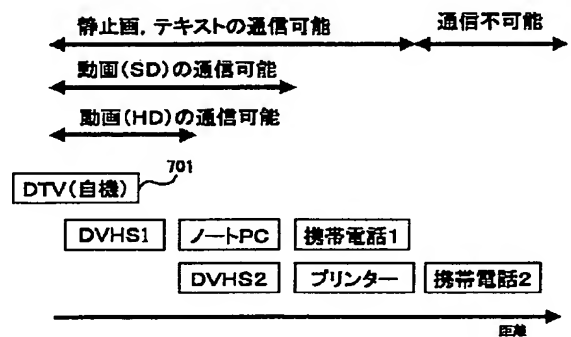 静止画，テキストの通信可能
通信不可能
動画(SD)の通信可能
動画(HD)の通信可能
701
DTV(自機)
DVHS1 ノートPC 携帯電話1
DVHS2 プリンター 携帯電話2
距離